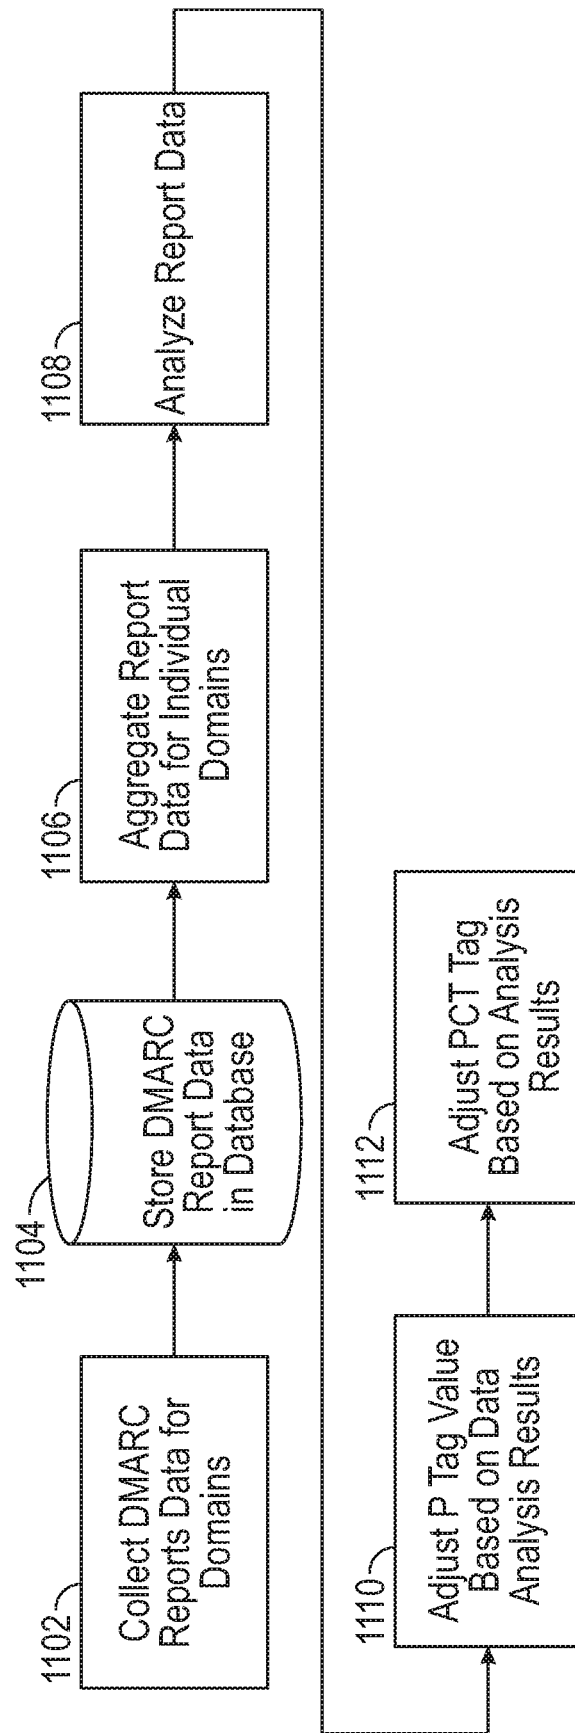 1102
Collect DMARC
Reports Data for
Domains
1104
Store DMARC
Report Data
in Database
1106
Aggregate Report
Data for Individual
Domains
1108
Analyze Report Data
1110
Adjust P Tag Value
Based on Data
Analysis Results
1112
Adjust PCT Tag
Based on Analysis
Results